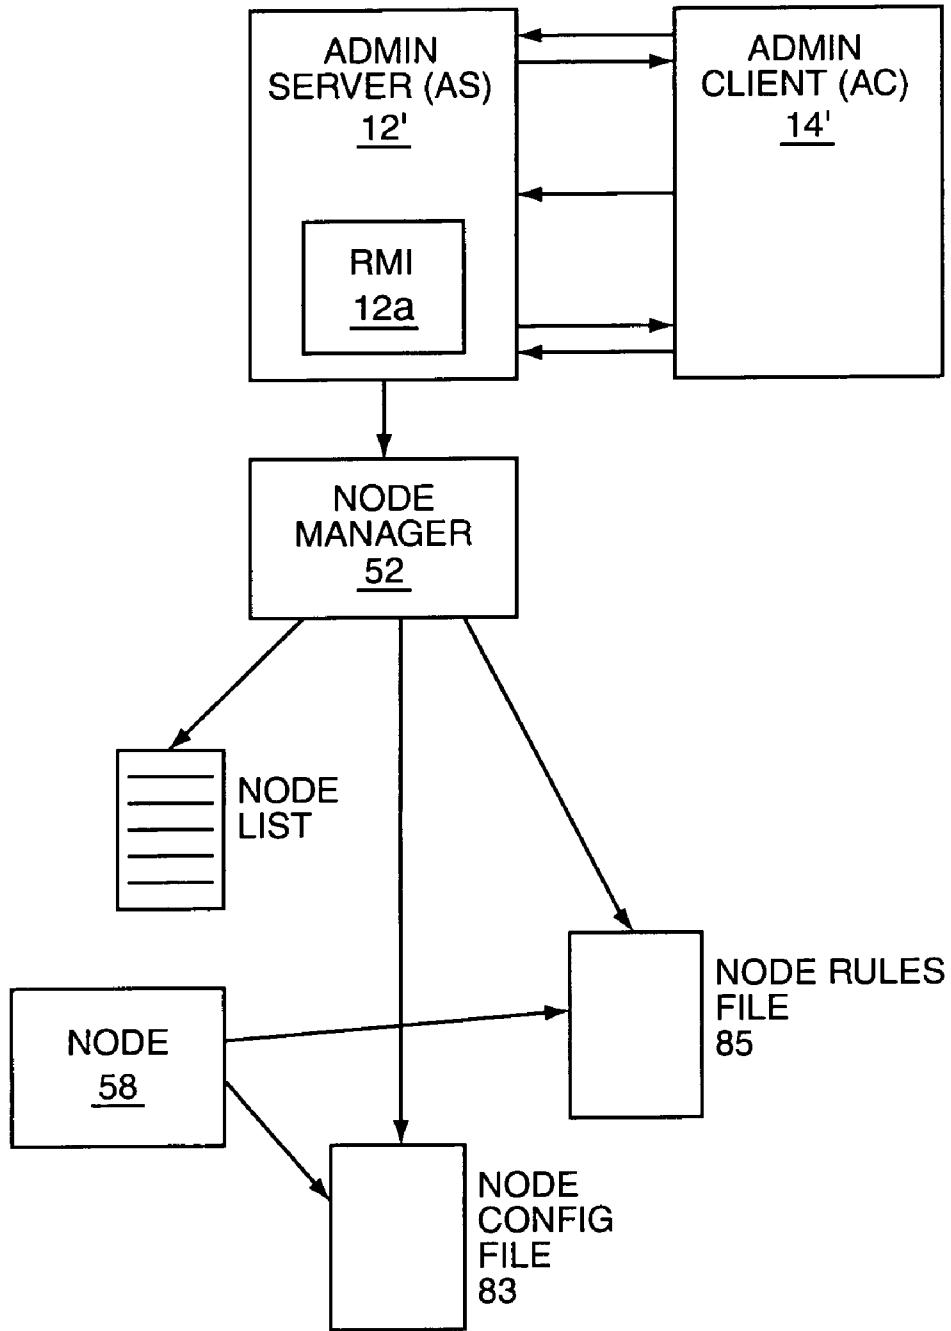 ADMIN
SERVER (AS)
12'
RMI
12a
ADMIN
CLIENT (AC)
14'
NODE
MANAGER
52
NODE
LIST
NODE RULES
FILE
85
NODE
58
NODE
CONFIG
FILE
83